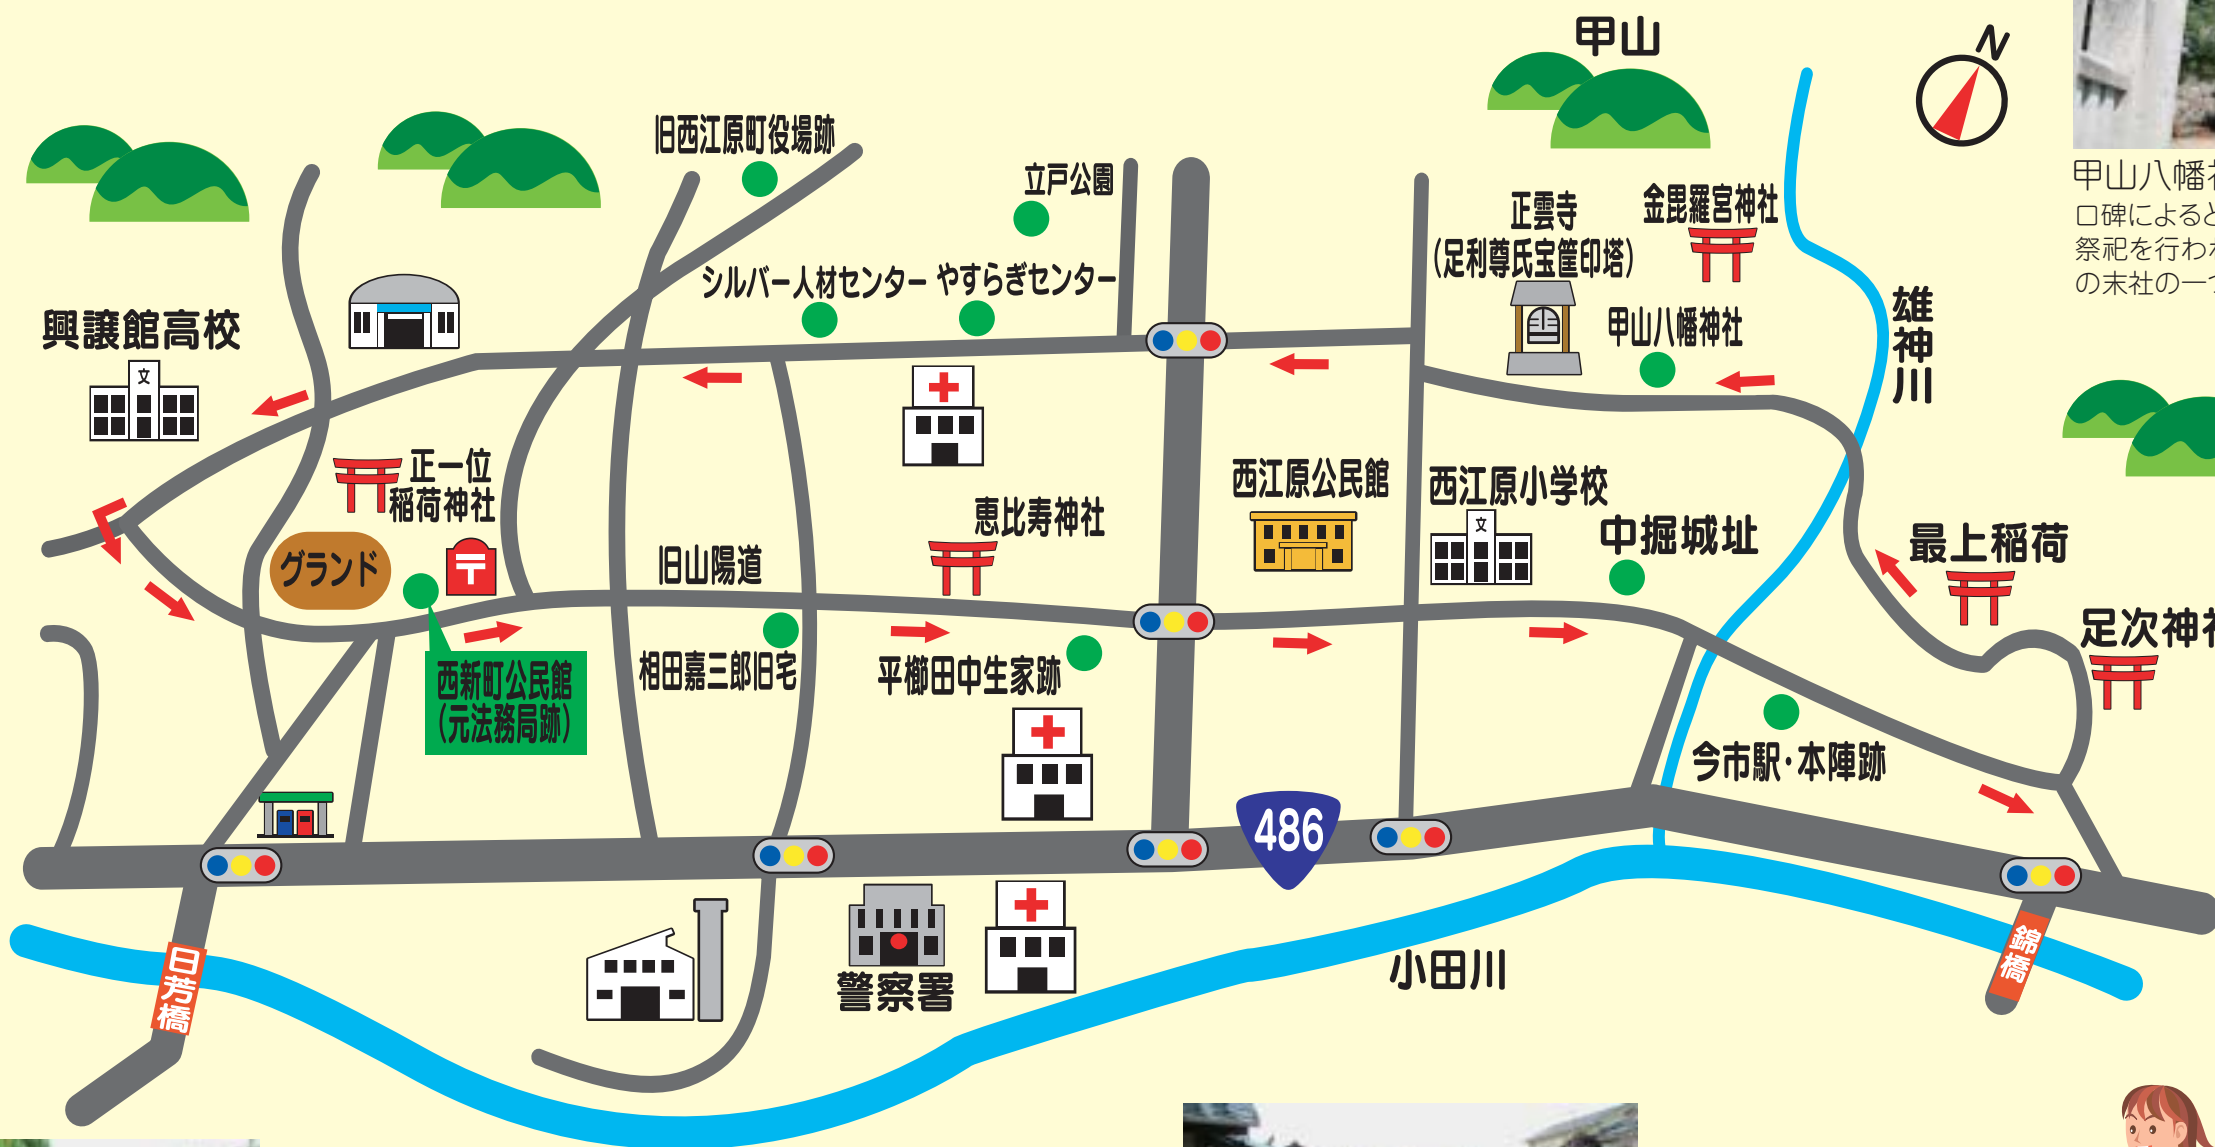 甲山
N
旧西江原町役場跡
立戸公園
正雲寺
(足利尊氏宝篋印塔)
金毘羅宮神社
甲山八幡
口碑によると
祭祀を行わ
の末社の一
シルバー人材センター
やすらぎセンター
甲山八幡神社
雄神川
興譲館高校
文
正一位
稲荷神社
グランド
旧山陽道
恵比寿神社
西江原公民館
西江原小学校
文
中掘城址
最上稲荷
足次神
西新町公民館
(元法務局跡)
相田嘉三郎旧宅
平櫛田中生家跡
今市駅・本陣跡
486
日芳橋
警察署
小田川
錦橋